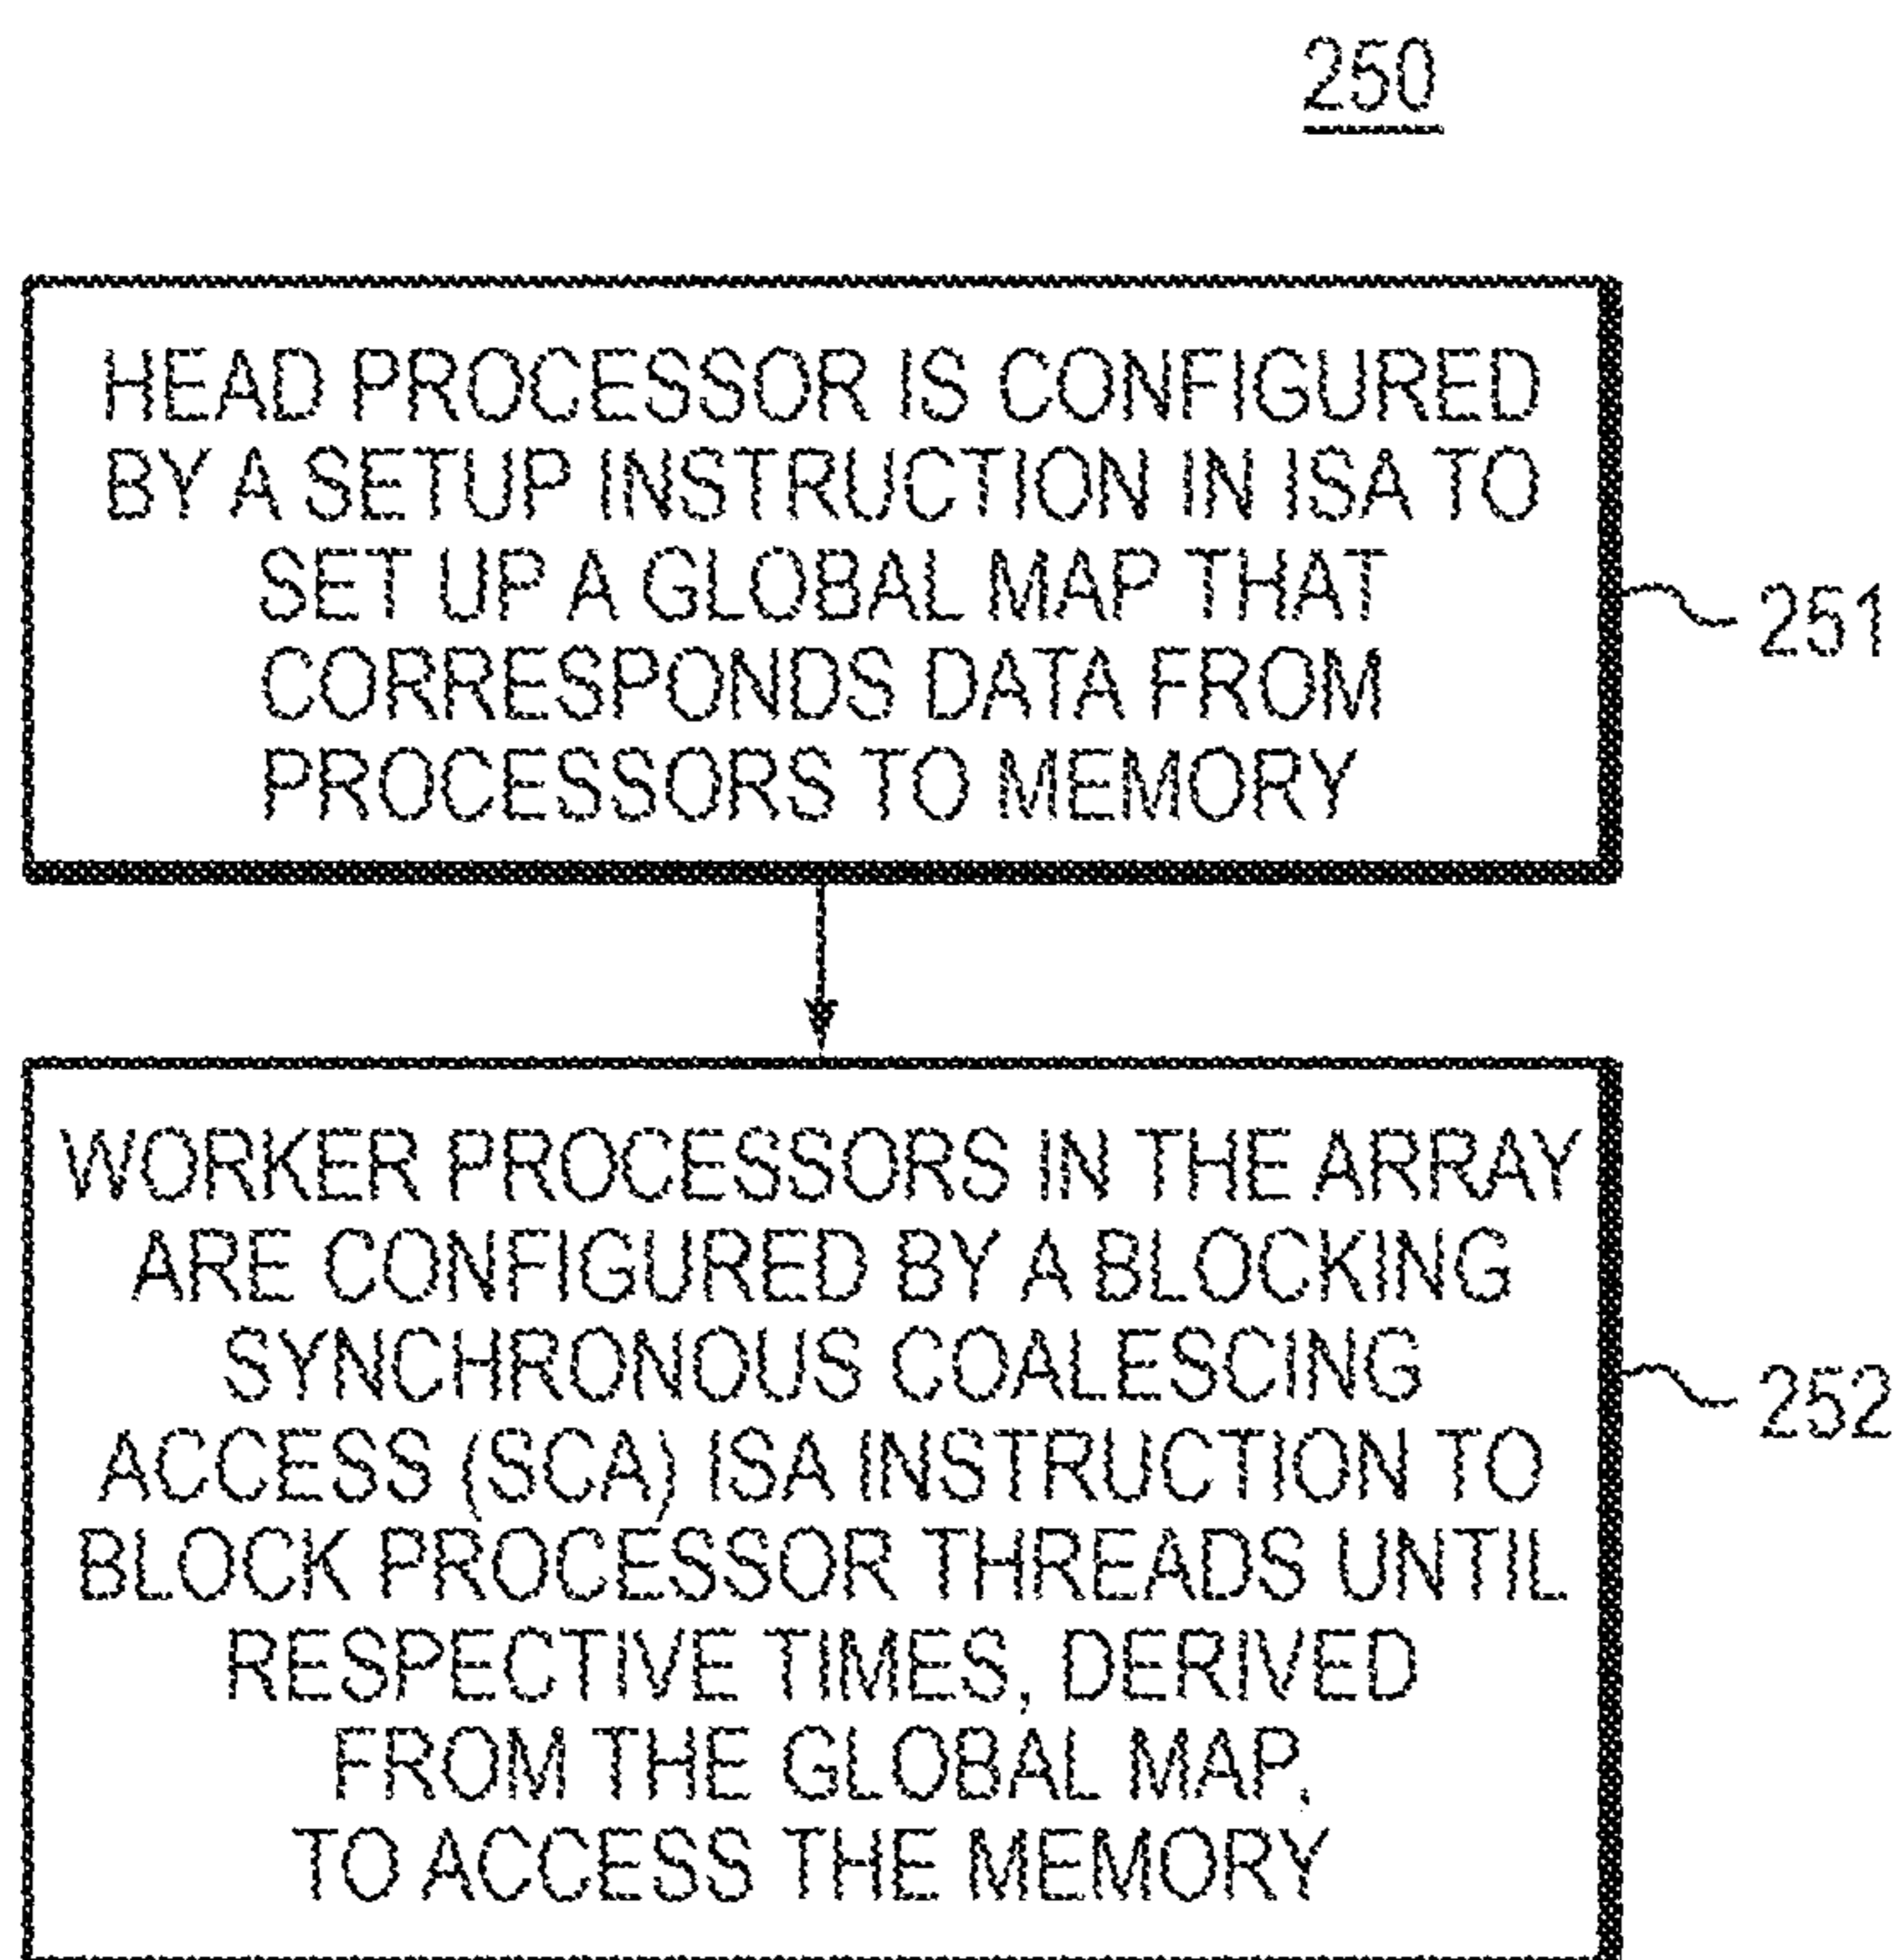 250
HEAD PROCESSOR IS CONFIGURED
BY A SETUP INSTRUCTION IN ISA TO
SET UP A GLOBAL MAP THAT
CORRESPONDS DATA FROM
PROCESSORS TO MEMORY
251
WORKER PROCESSORS IN THE ARRAY
ARE CONFIGURED BY A BLOCKING
SYNCHRONOUS COALESCING
ACCESS (SCA) ISA INSTRUCTION TO
BLOCK PROCESSOR THREADS UNTIL
RESPECTIVE TIMES, DERIVED
FROM THE GLOBAL MAP,
TO ACCESS THE MEMORY
252